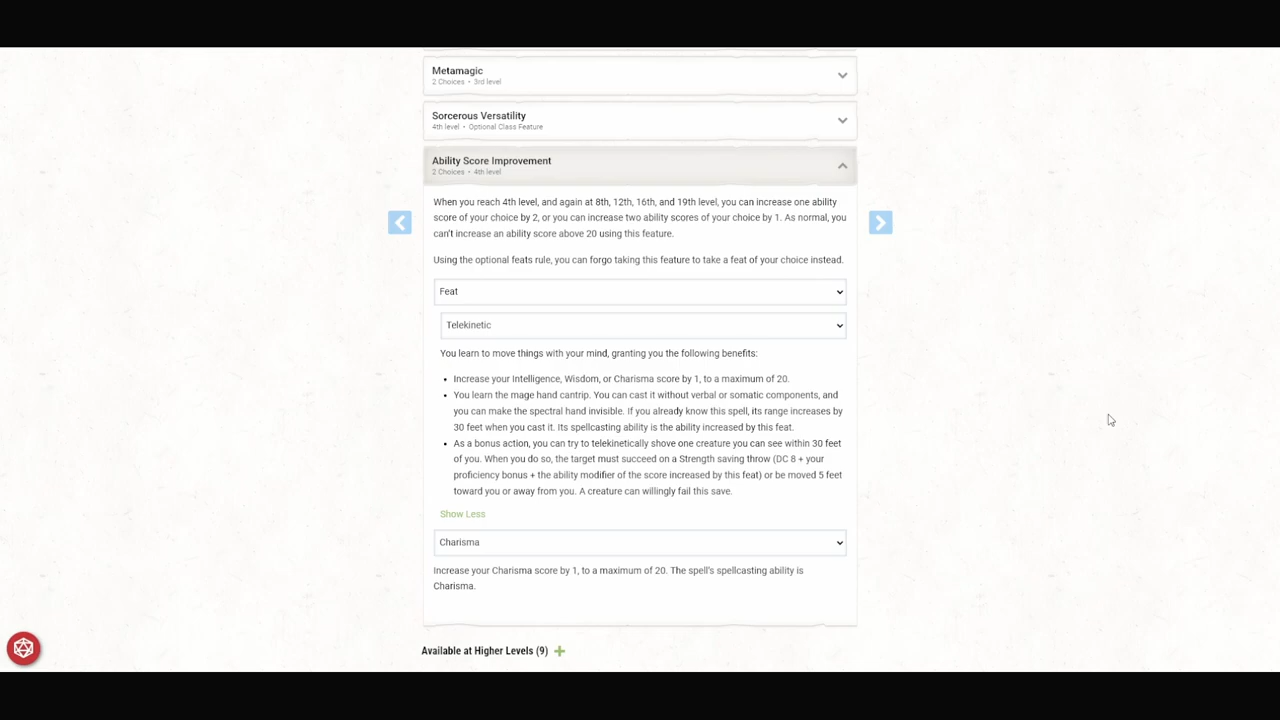 Metamagic
2 Choices • 3rd level
Sorcerous Versatility
4th level • Optional Class Feature
Ability Score Improvement
2 Choices • 4th level
When you reach 4th level, and again at 8th, 12th, 16th, and 19th level, you can increase one ability
score of your choice by 2, or you can increase two ability scores of your choice by 1. As normal, you
can't increase an ability score above 20 using this feature.
Using the optional feats rule, you can forgo taking this feature to take a feat of your choice instead.
Feat
Telekinetic
You learn to move things with your mind, granting you the following benefits:
• Increase your Intelligence, Wisdom, or Charisma score by 1, to a maximum of 20.
• You learn the mage hand cantrip. You can cast it without verbal or somatic components, and
you can make the spectral hand invisible. If you already know this spell, its range increases by
30 feet when you cast it. Its spellcasting ability is the ability increased by this feat.
• As a bonus action, you can try to telekinetically shove one creature you can see within 30 feet
of you. When you do so, the target must succeed on a Strength saving throw (DC 8 + your
proficiency bonus + the ability modifier of the score increased by this feat) or be moved 5 feet
toward you or away from you. A creature can willingly fail this save.
Show Less
Charisma
Increase your Charisma score by 1, to a maximum of 20. The spell's spellcasting ability is
Charisma.
Available at Higher Levels (9)